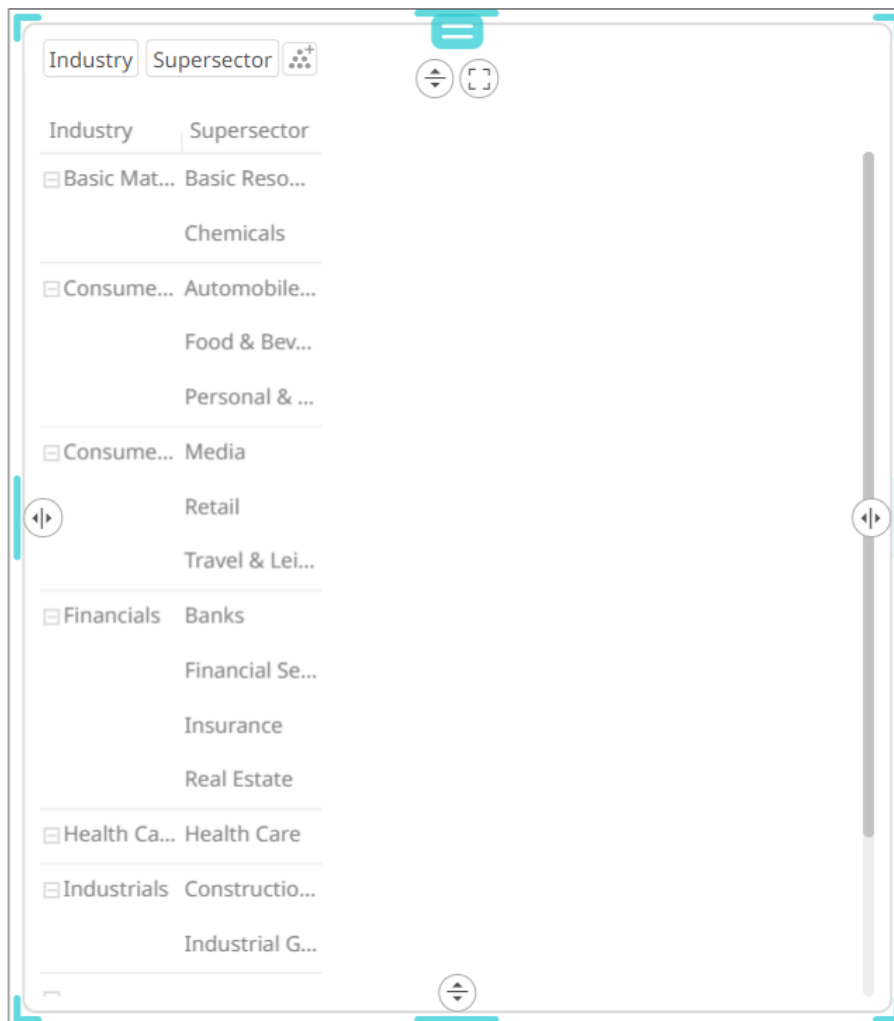 Industry Supersector
Industry Supersector
Basic Mat... Basic Reso...
Chemicals
Consume... Automobile...
Food & Bev...
Personal & ...
Consume... Media
Retail
Travel & Lei...
Financials Banks
Financial Se...
Insurance
Real Estate
Health Ca... Health Care
Industrials Constructio...
Industrial G...